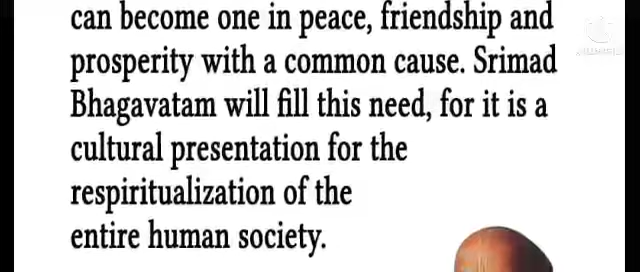 can become one in peace, friendship and
prosperity with a common cause. Srimad
Bhagavatam will fill this need, for it is a
cultural presentation for the
respiritualization of the
entire human society.